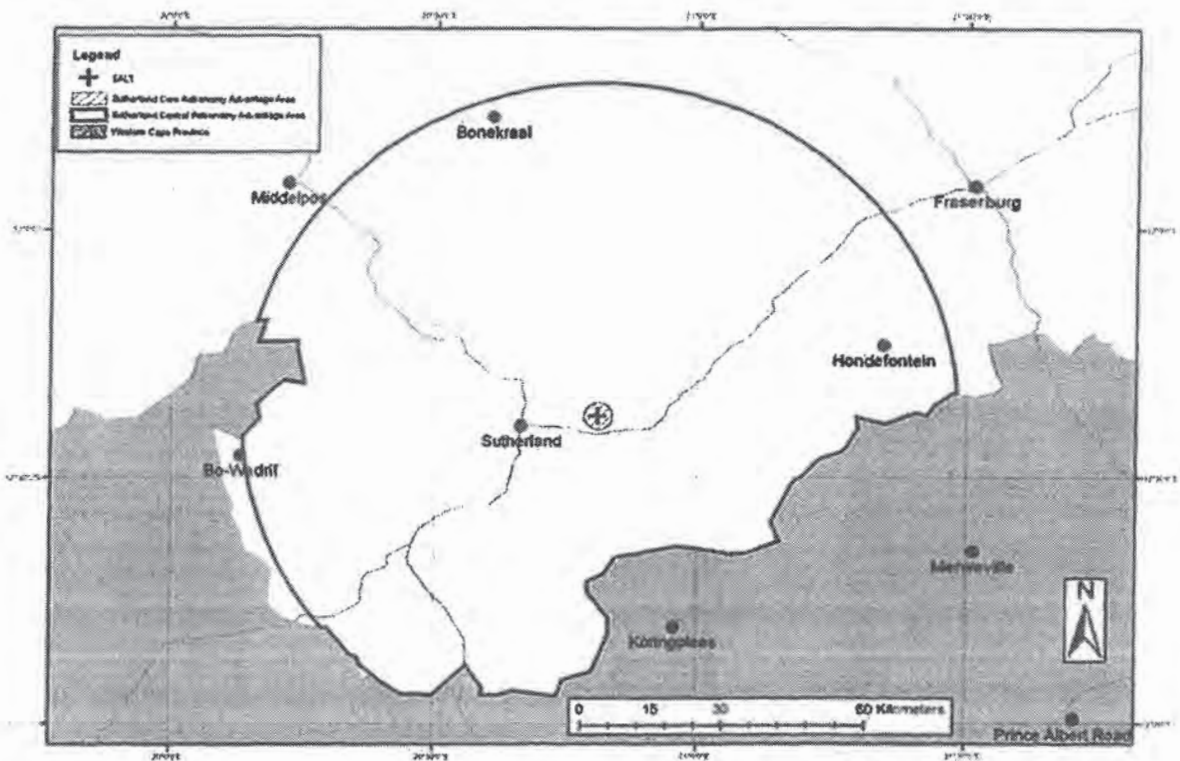 Legend
SALT
Sutherland Core Astronomy Advantage Area
Sutherland Central Astronomy Advantage Area
Western Cape Province
Bonekraal
Middelpos
Fraserburg
Hondefontein
Sutherland
Bo-Wadrif
Merweville
N
Koringplaas
0 15 30 60 Kilometers
Prince Albert Road